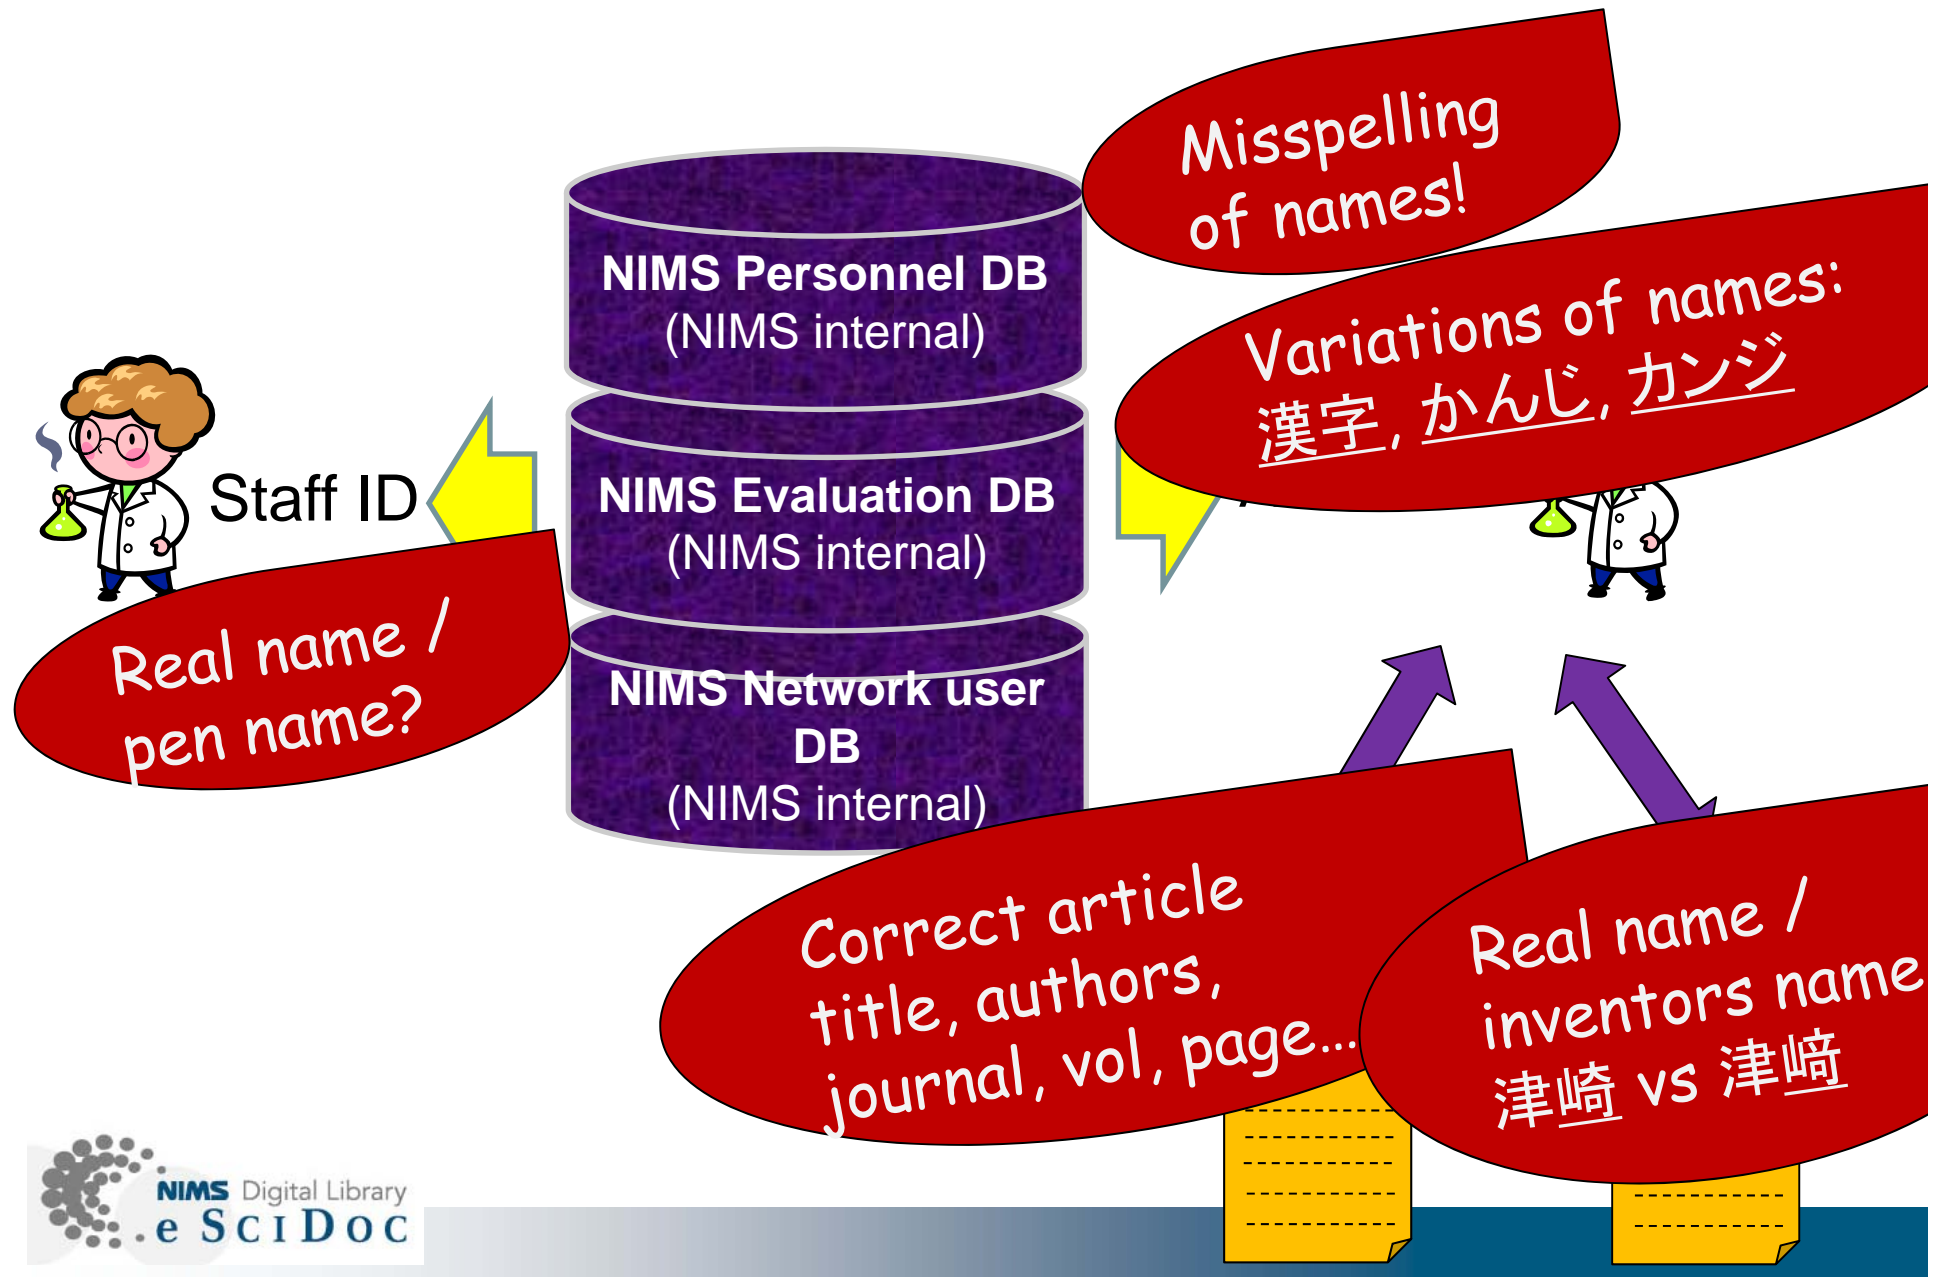 Misspelling
of names!
Variations of names:
漢字, かんじ, カンジ
NIMS Personnel DB
(NIMS internal)
NIMS Evaluation DB
(NIMS internal)
NIMS Network user
DB
(NIMS internal)
Staff ID
Real name /
pen name?
Correct article
title, authors,
journal, vol, page...
Real name /
inventors name
津崎 vs 津﨑
NIMS Digital Library
e SCIDOC